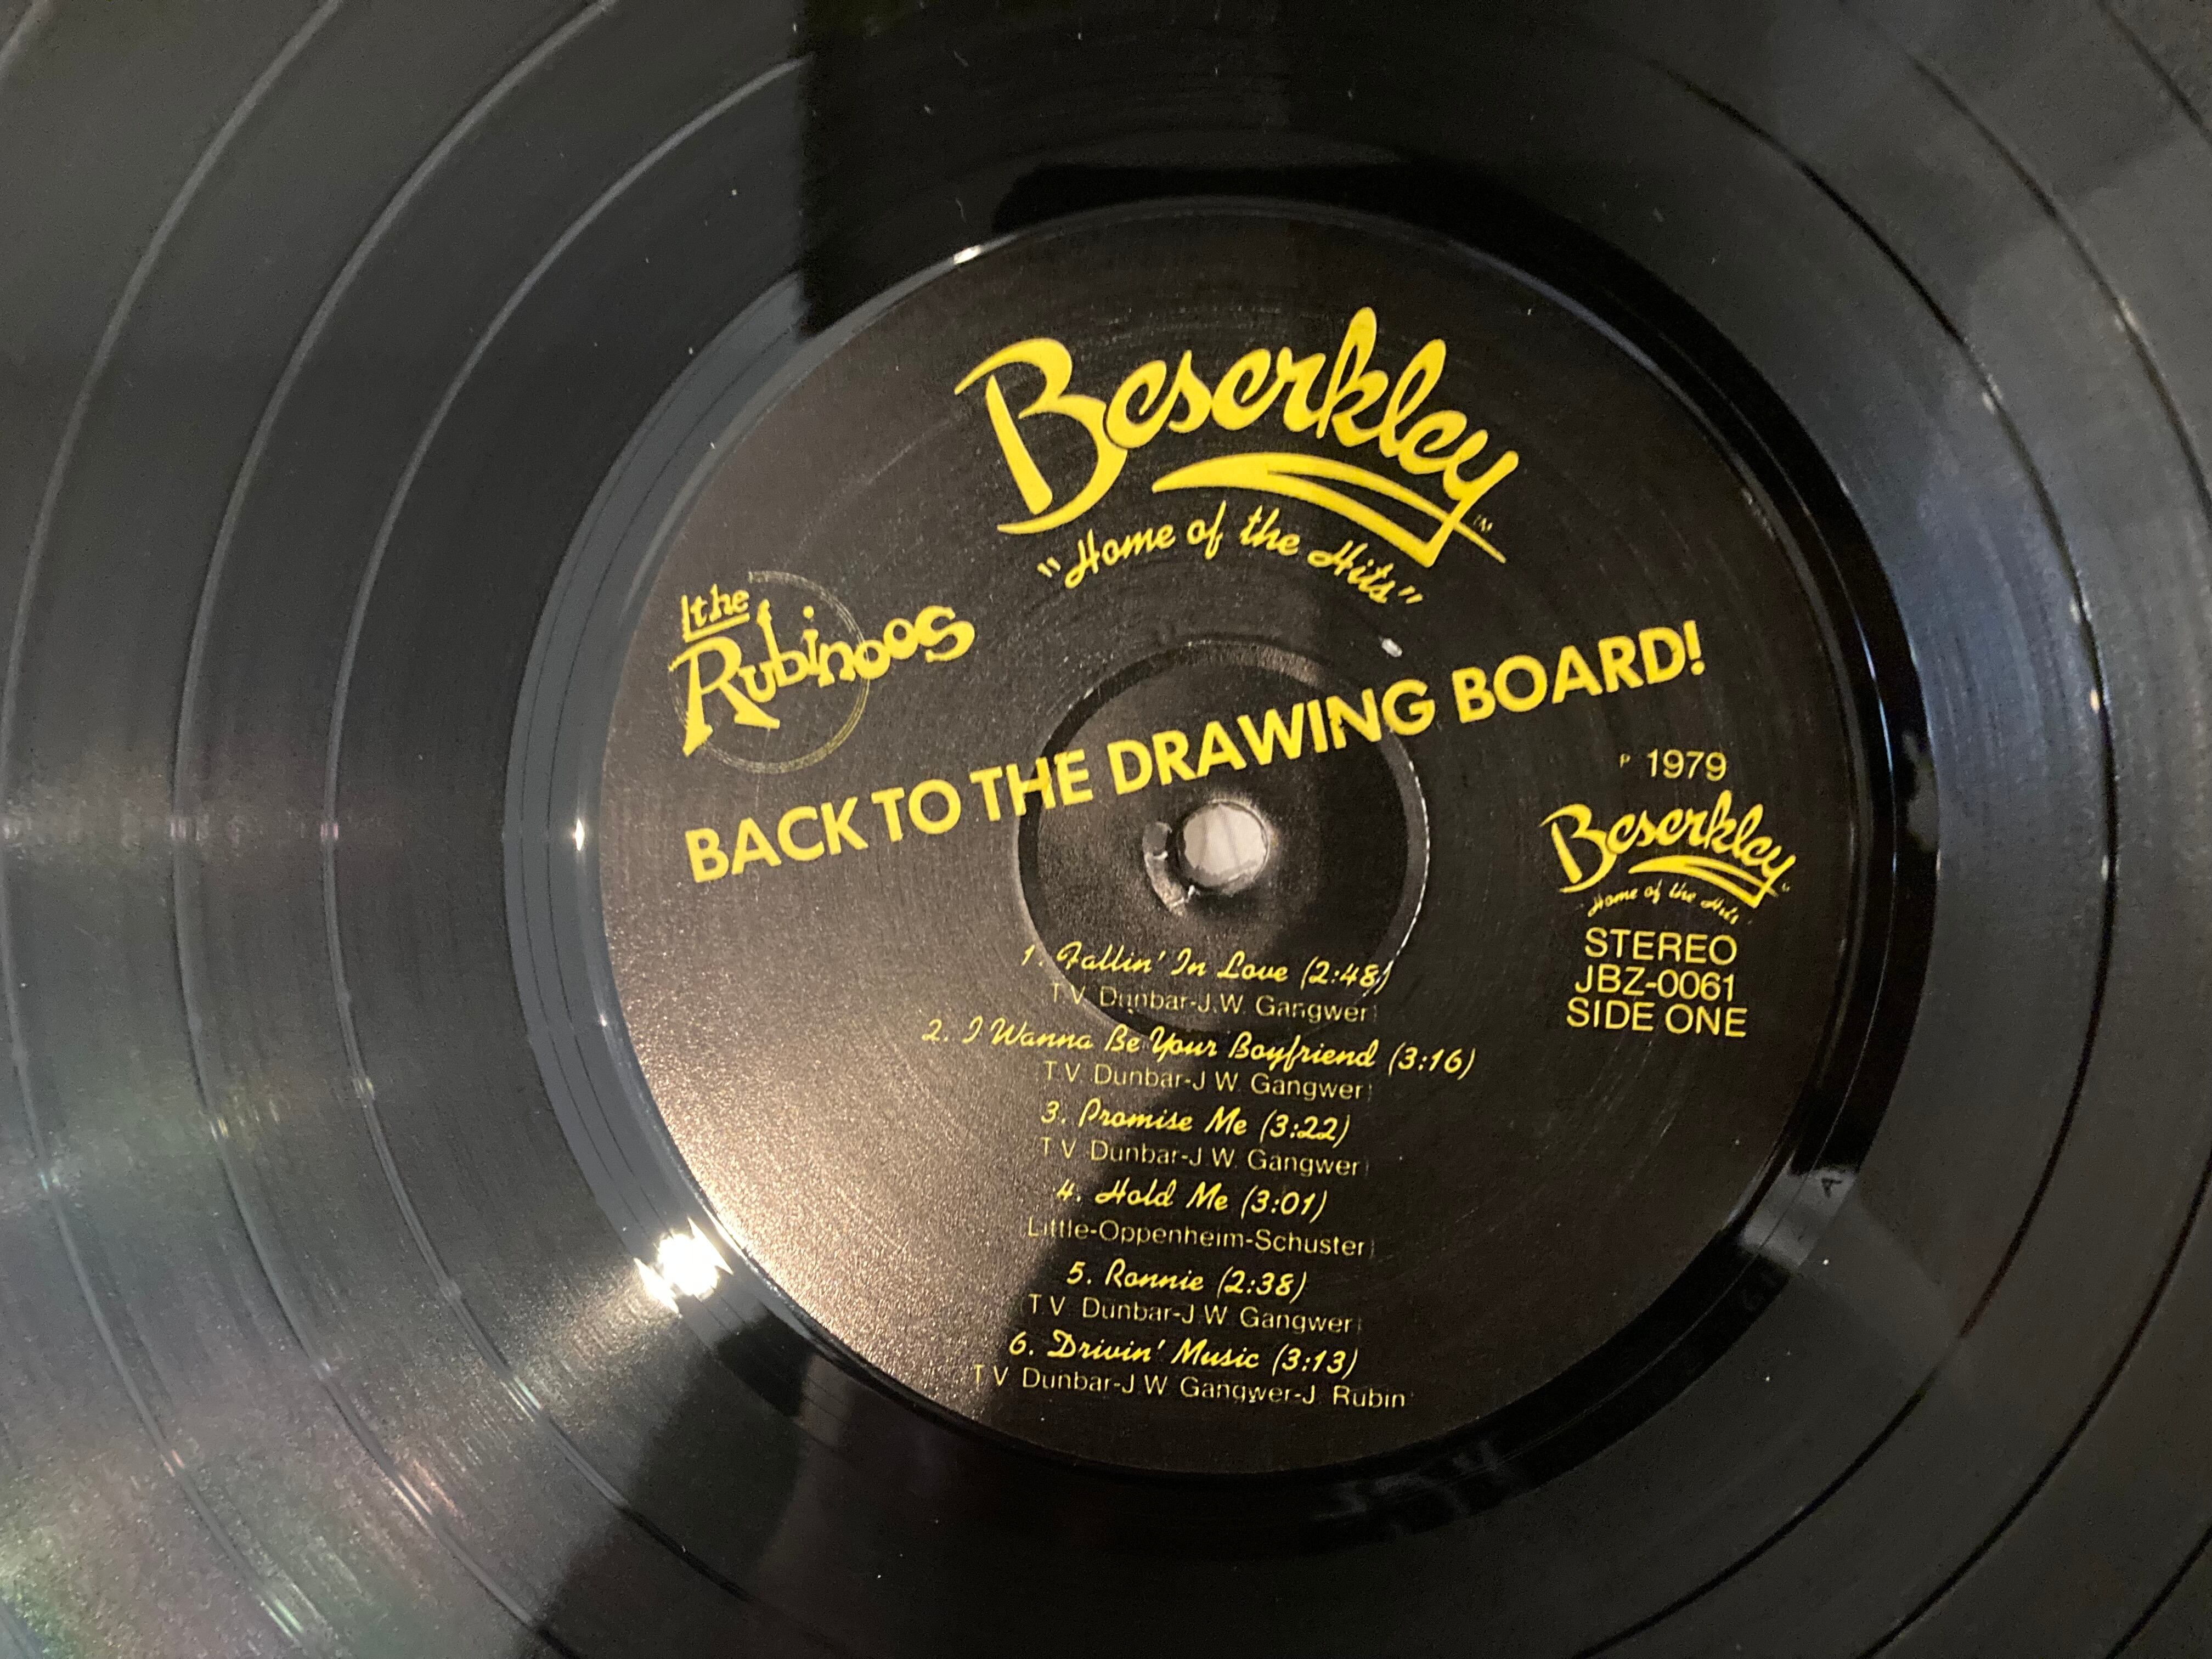 Beserkley™
"Home of the Hits"
the
Rubinoos
BACK TO THE DRAWING BOARD!
P 1979
Beserkley
"Home of the Hits"
STEREO
JBZ-0061
SIDE ONE
1. Fallin' In Love (2:48)
T.V. Dunbar-J.W. Gangwer)
2. I Wanna Be Your Boyfriend (3:16)
T.V. Dunbar-J.W. Gangwer)
3. Promise Me (3:22)
T.V. Dunbar-J.W. Gangwer)
4. Hold Me (3:01)
Little-Oppenheim-Schuster)
5. Ronnie (2:38)
T.V. Dunbar-J.W. Gangwer)
6. Drivin' Music (3:13)
T.V. Dunbar-J.W. Gangwer-J. Rubin)